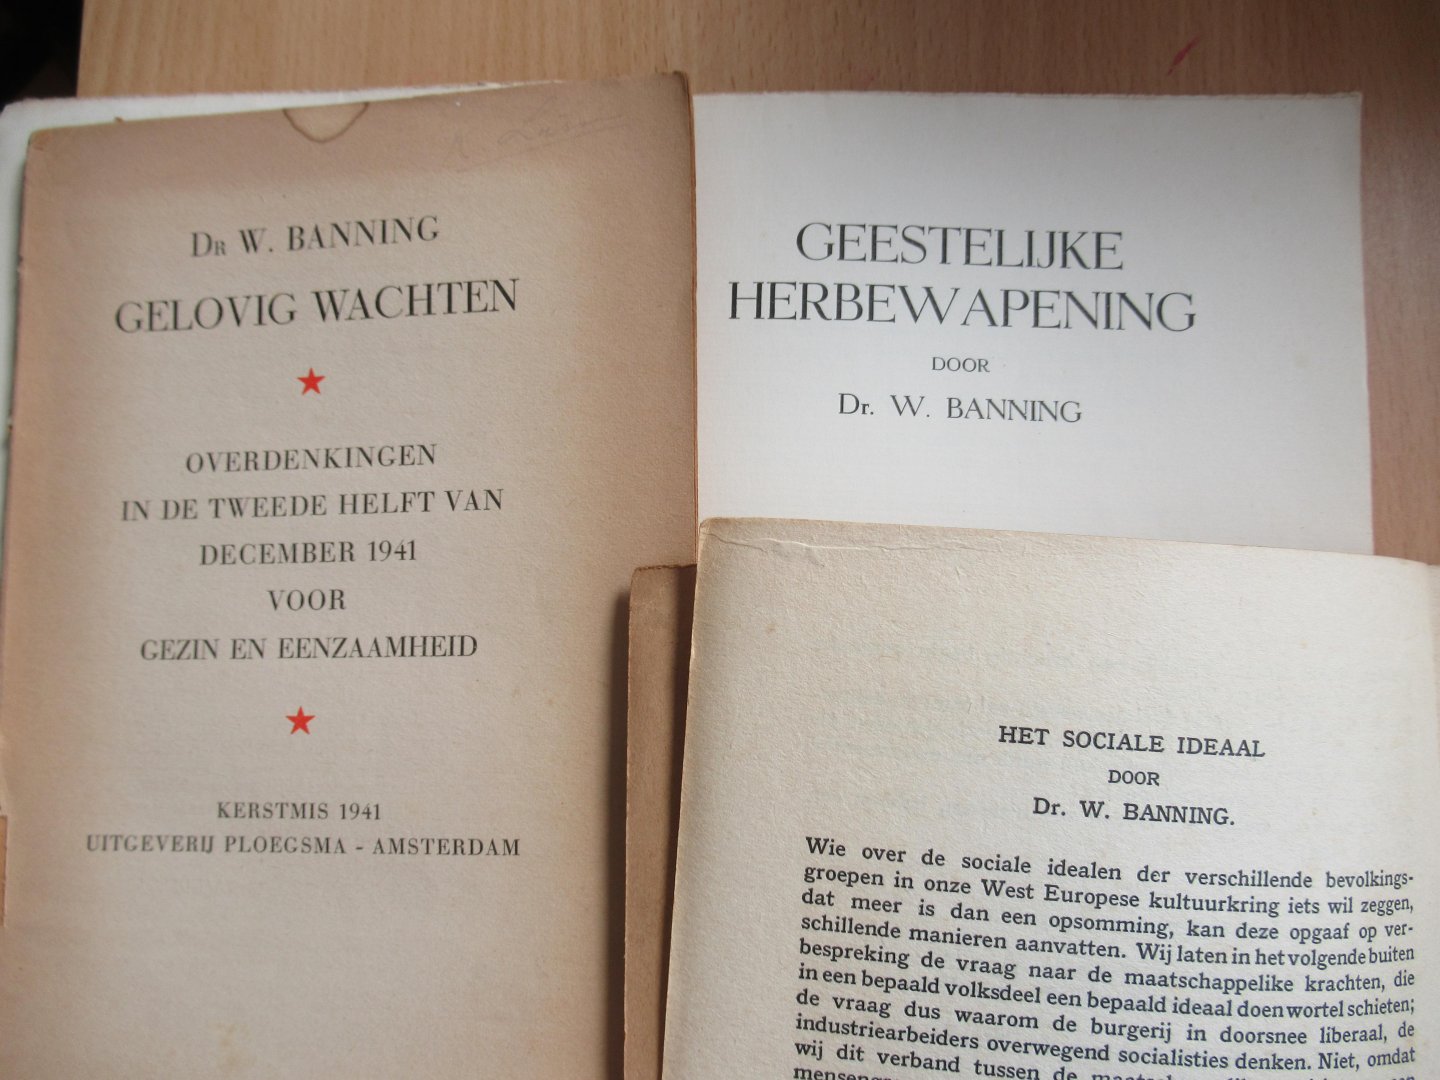 Dr W. BANNING
GELOVIG WACHTEN
OVERDENKINGEN
IN DE TWEEDE HELFT VAN
DECEMBER 1941
VOOR
GEZIN EN EENZAAMHEID
KERSTMIS 1941
UITGEVERIJ PLOEGSMA - AMSTERDAM
GEESTELIJKE
HERBEWAPENING
DOOR
Dr. W. BANNING
HET SOCIALE IDEAAL
DOOR
Dr. W. BANNING.
Wie over de sociale idealen der verschillende bevolkings-
groepen in onze West Europese kultuurkring iets wil zeggen,
dat meer is dan een opsomming, kan deze opgaaf op ver-
schillende manieren aanvatten. Wij laten in het volgende buiten
bespreking de vraag naar de maatschappelike krachten, die
in een bepaald volksdeel een bepaald ideaal doen wortel schieten;
de vraag dus waarom de burgerij in doorsnee liberaal, de
industriearbeiders overwegend socialisties denken. Niet, omdat
wij dit verband tussen de